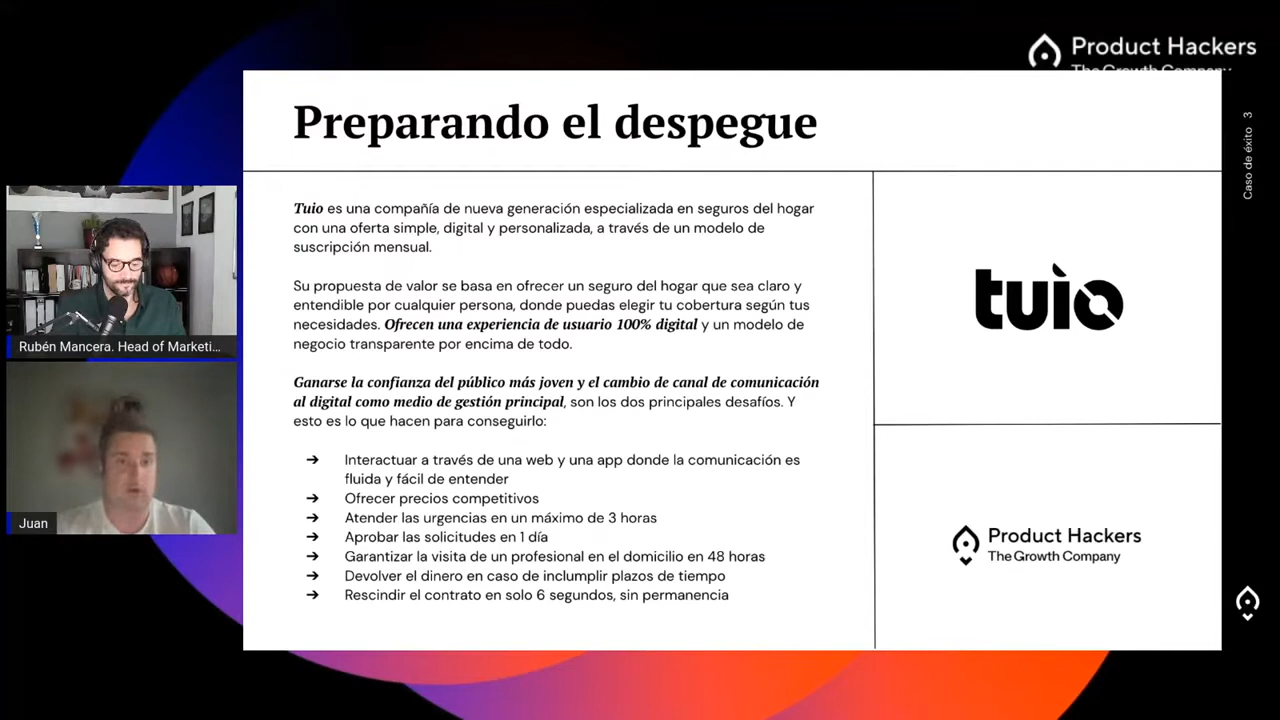 Product Hackers
The Growth Company
Preparando el despegue
Caso de éxito 3
Tuio es una compañía de nueva generación especializada en seguros del hogar
con una oferta simple, digital y personalizada, a través de un modelo de
suscripción mensual.
Su propuesta de valor se basa en ofrecer un seguro del hogar que sea claro y
entendible por cualquier persona, donde puedas elegir tu cobertura según tus
necesidades. Ofrecen una experiencia de usuario 100% digital y un modelo de
negocio transparente por encima de todo.
Ganarse la confianza del público más joven y el cambio de canal de comunicación
al digital como medio de gestión principal, son los dos principales desafíos. Y
esto es lo que hacen para conseguirlo:
→ Interactuar a través de una web y una app donde la comunicación es
fluida y fácil de entender
→ Ofrecer precios competitivos
→ Atender las urgencias en un máximo de 3 horas
→ Aprobar las solicitudes en 1 día
→ Garantizar la visita de un profesional en el domicilio en 48 horas
→ Devolver el dinero en caso de inclumplir plazos de tiempo
→ Rescindir el contrato en solo 6 segundos, sin permanencia
tuio
Product Hackers
The Growth Company
Rubén Mancera. Head of Marketi...
Juan